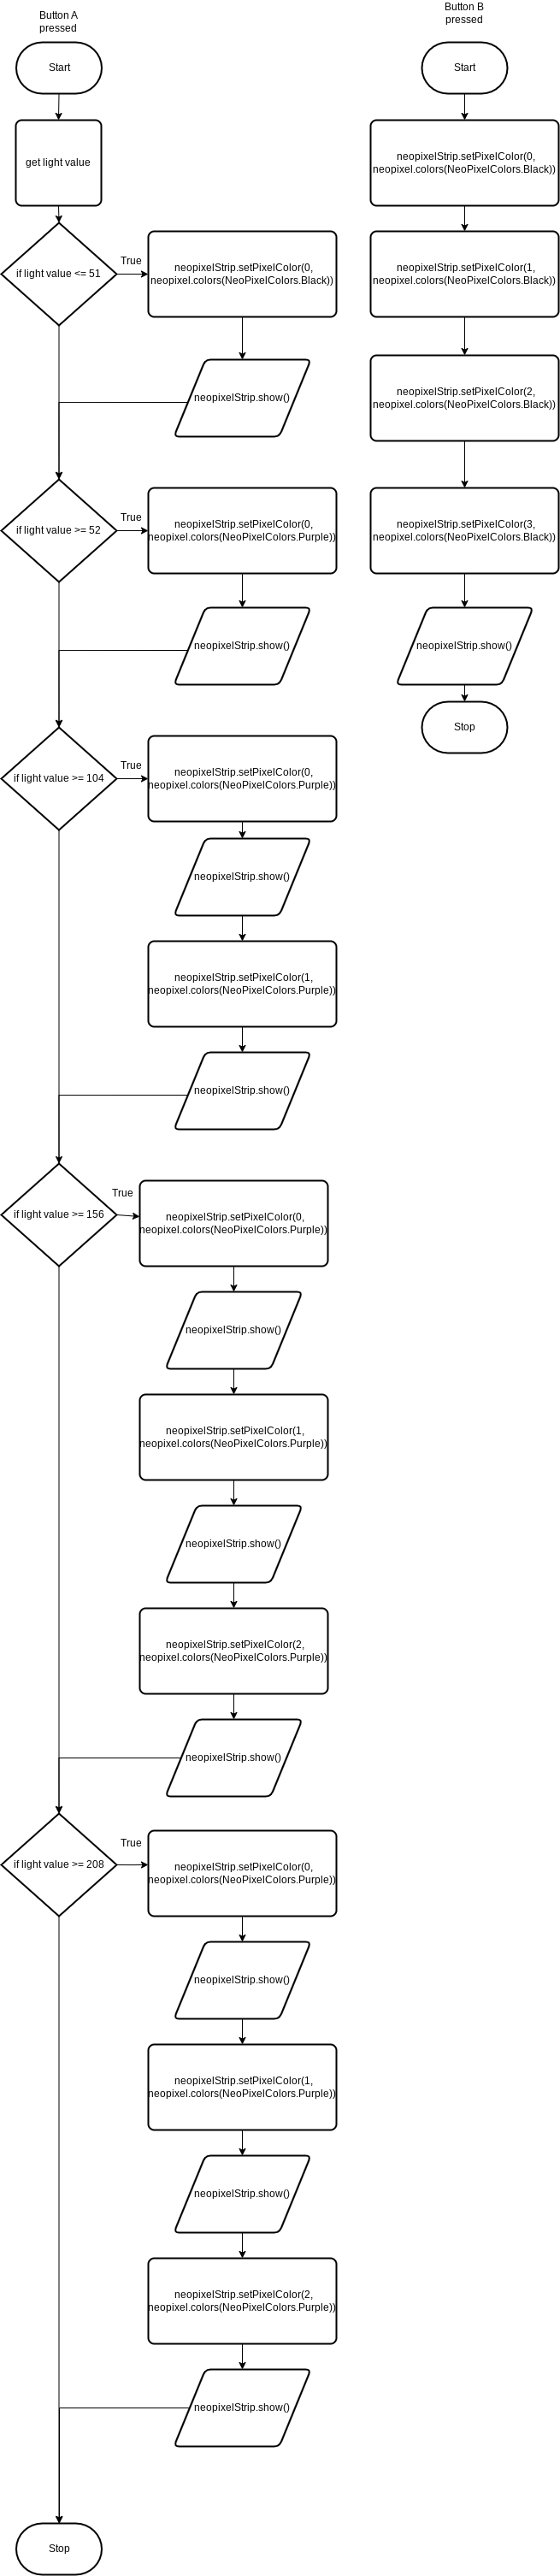 Button A
pressed
Start
get light value
if light value <= 51
True
neopixelStrip.setPixelColor(0,
neopixel.colors(NeoPixelColors.Black))
neopixelStrip.show()
if light value >= 52
True
neopixelStrip.setPixelColor(0,
neopixel.colors(NeoPixelColors.Purple))
neopixelStrip.show()
if light value >= 104
True
neopixelStrip.setPixelColor(0,
neopixel.colors(NeoPixelColors.Purple))
neopixelStrip.show()
neopixelStrip.setPixelColor(1,
neopixel.colors(NeoPixelColors.Purple))
neopixelStrip.show()
if light value >= 156
True
neopixelStrip.setPixelColor(0,
neopixel.colors(NeoPixelColors.Purple))
neopixelStrip.show()
neopixelStrip.setPixelColor(1,
neopixel.colors(NeoPixelColors.Purple))
neopixelStrip.show()
neopixelStrip.setPixelColor(2,
neopixel.colors(NeoPixelColors.Purple))
neopixelStrip.show()
if light value >= 208
True
neopixelStrip.setPixelColor(0,
neopixel.colors(NeoPixelColors.Purple))
neopixelStrip.show()
neopixelStrip.setPixelColor(1,
neopixel.colors(NeoPixelColors.Purple))
neopixelStrip.show()
neopixelStrip.setPixelColor(2,
neopixel.colors(NeoPixelColors.Purple))
neopixelStrip.show()
Stop
Button B
pressed
Start
neopixelStrip.setPixelColor(0,
neopixel.colors(NeoPixelColors.Black))
neopixelStrip.setPixelColor(1,
neopixel.colors(NeoPixelColors.Black))
neopixelStrip.setPixelColor(2,
neopixel.colors(NeoPixelColors.Black))
neopixelStrip.setPixelColor(3,
neopixel.colors(NeoPixelColors.Black))
neopixelStrip.show()
Stop